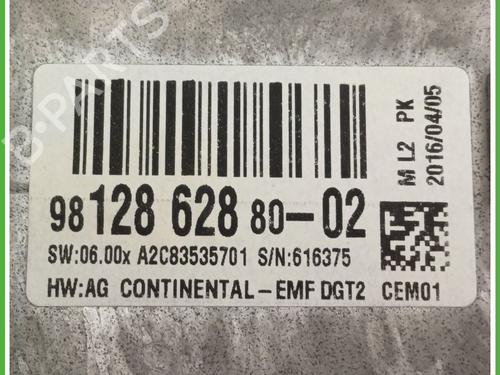 B-PARTS
98 128 628 80-02
M L2 PK
2016/04/05
SW:06.00x A2C83535701 S/N:616375
HW:AG CONTINENTAL-EMF DGT2 CEM01